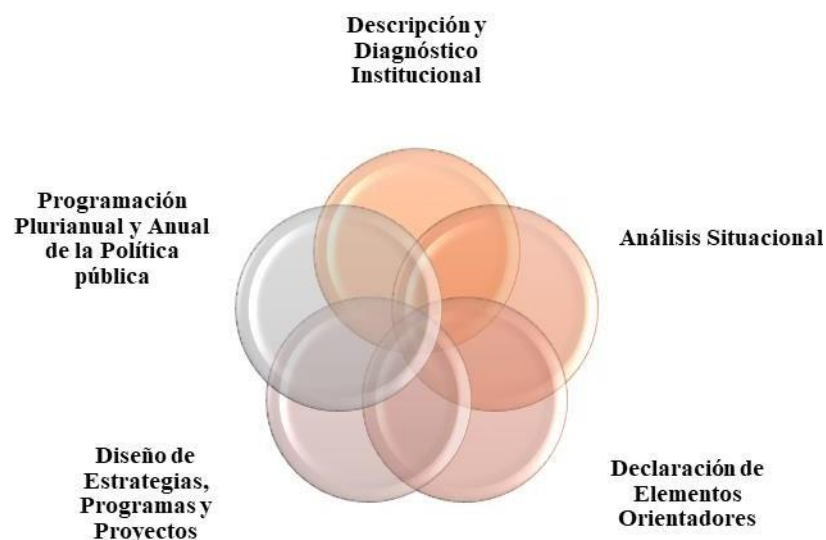 Descripción y
Diagnóstico
Institucional
Programación
Plurianual y Anual
de la Política
pública
Análisis Situacional
Diseño de
Estrategias,
Programas y
Proyectos
Declaración de
Elementos
Orientadores